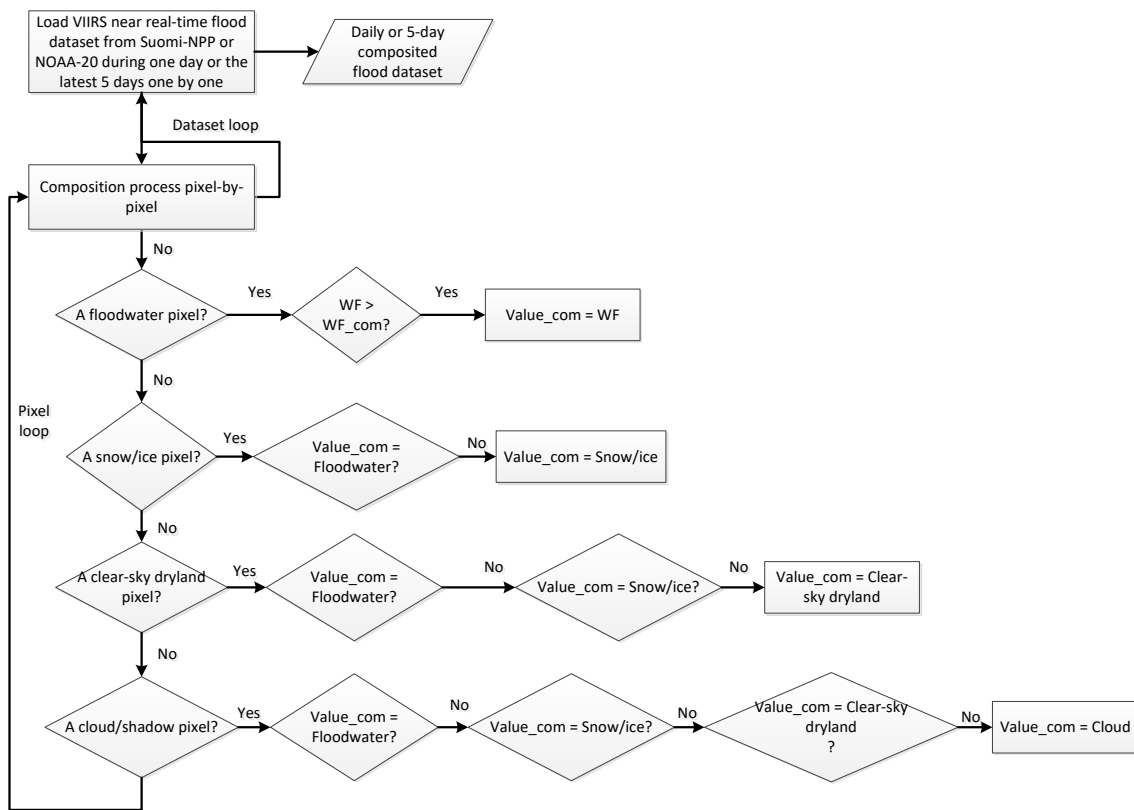 Load VIIRS near real-time flood
dataset from Suomi-NPP or
NOAA-20 during one day or the
latest 5 days one by one
Daily or 5-day
composited
flood dataset
Dataset loop
Composition process pixel-by-
pixel
No
A floodwater pixel?
Yes
WF >
WF_com?
Yes
Value_com = WF
No
Pixel
loop
A snow/ice pixel?
Yes
Value_com =
Floodwater?
No
Value_com = Snow/ice
No
A clear-sky dryland
pixel?
Yes
Value_com =
Floodwater?
No
Value_com = Snow/ice?
No
Value_com = Clear-
sky dryland
No
A cloud/shadow pixel?
Yes
Value_com =
Floodwater?
No
Value_com = Snow/ice?
No
Value_com = Clear-sky
dryland
?
No
Value_com = Cloud